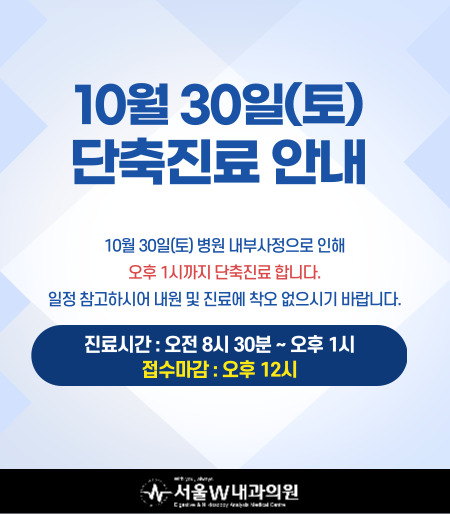 10월 30일(토)
단축진료 안내
10월 30일(토) 병원 내부사정으로 인해
오후 1시까지 단축진료 합니다.
일정 참고하시어 내원 및 진료에 착오 없으시기 바랍니다.
진료시간 : 오전 8시 30분 ~ 오후 1시
접수마감 : 오후 12시
서울W내과의원
Medical Centre